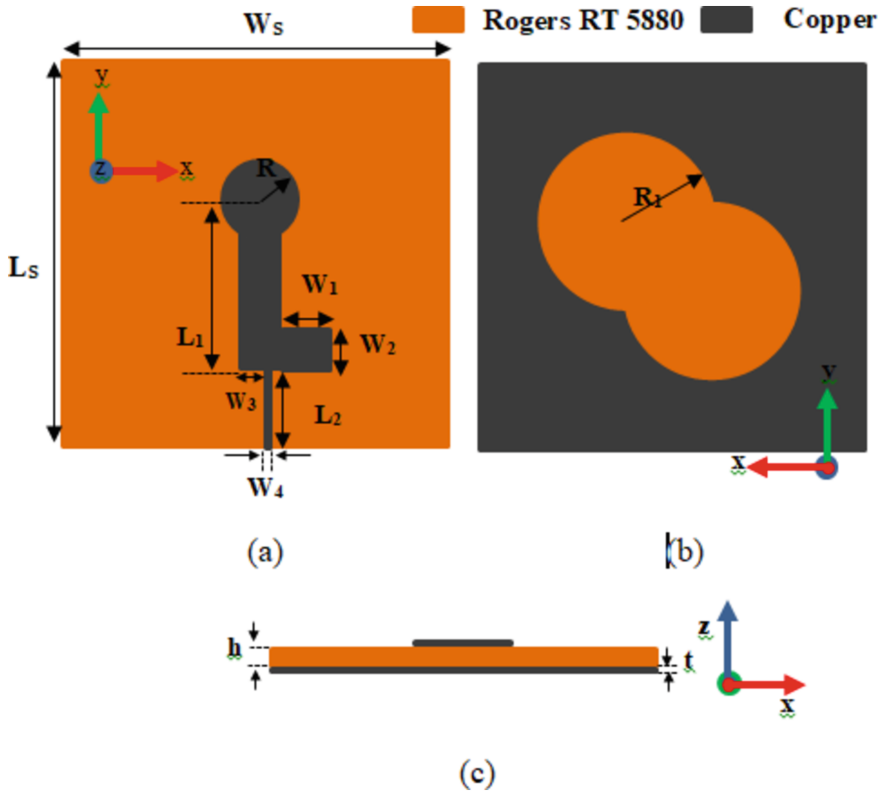 Rogers RT 5880 Copper
Wₛ
y
z x
R
Lₛ
L₁
W₁
W₂
W₃
L₂
W₄
(a)
R₁
y
x
(b)
h
t
z
x
(c)